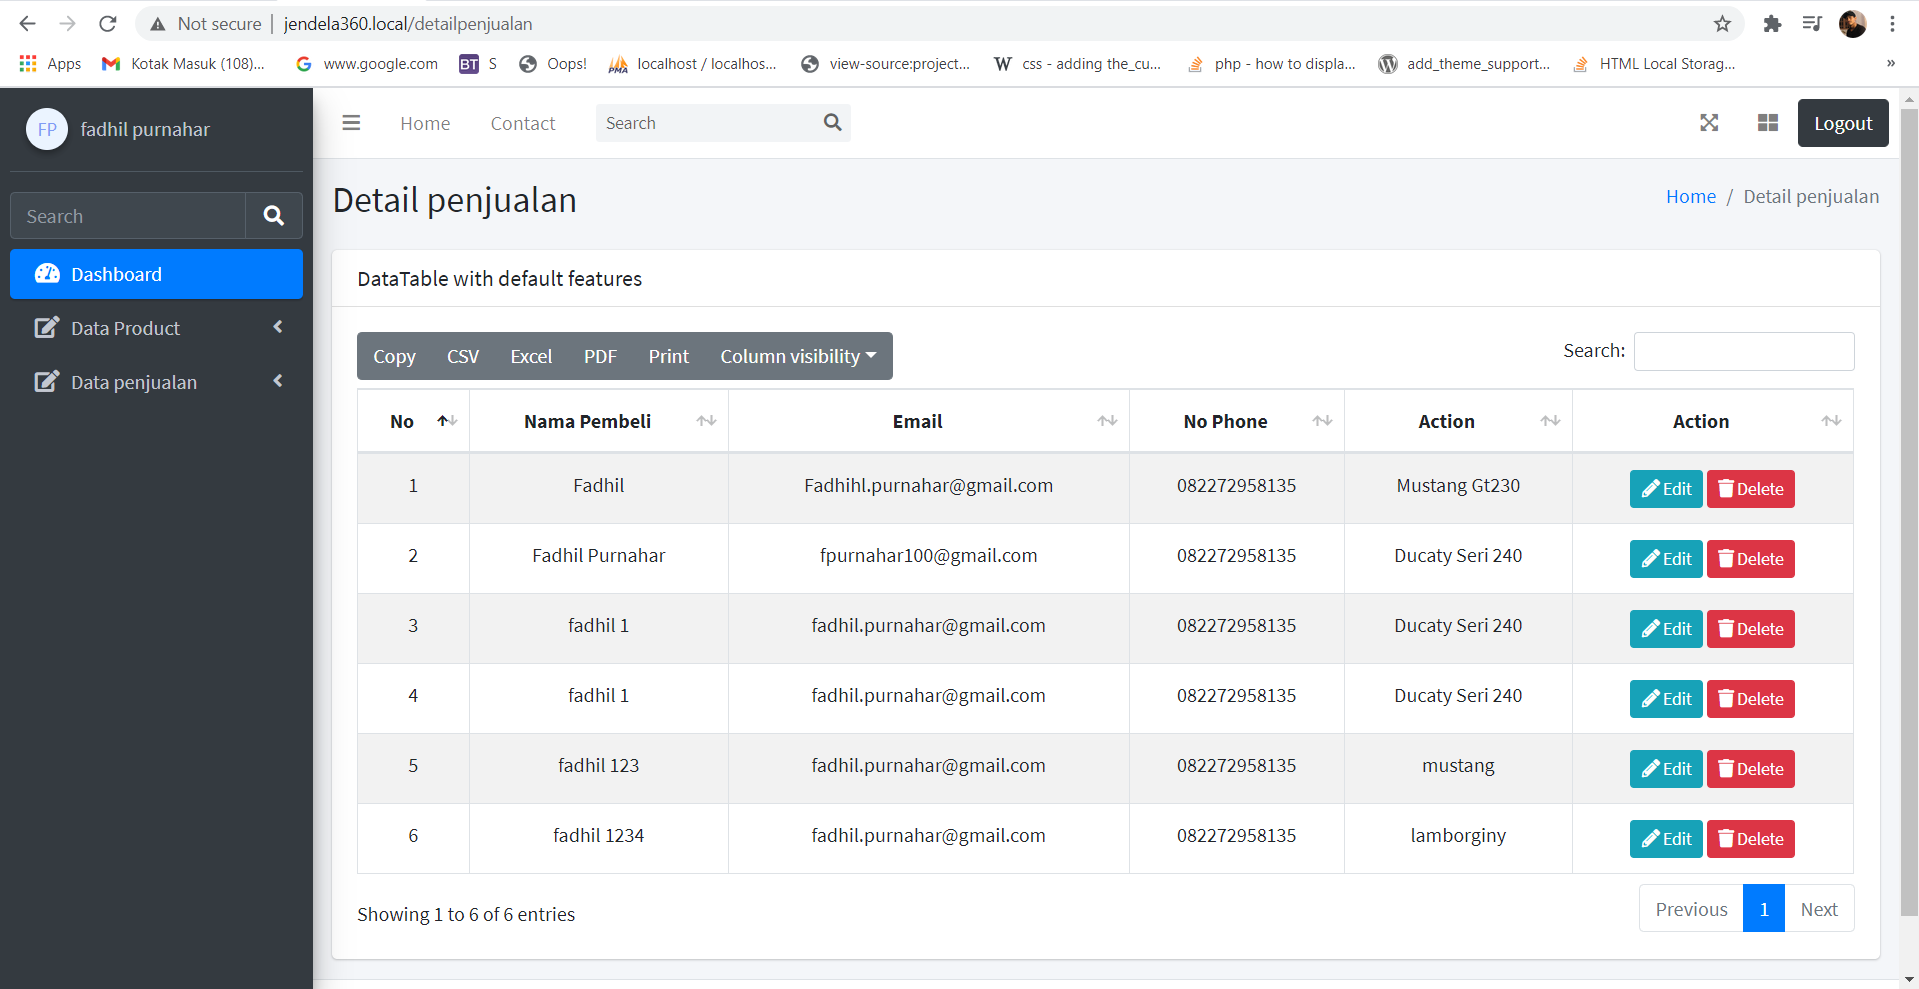 Not secure | jendela360.local/detailpenjualan
Apps Kotak Masuk (108)... www.google.com BT S Oops! PMA localhost / localhos... view-source:project... W css - adding the_cu... php - how to displa... add_theme_support... HTML Local Storag... »
FP fadhil purnahar
Search
Dashboard
Data Product
Data penjualan
Home Contact Search Logout
Detail penjualan
Home / Detail penjualan
DataTable with default features
Copy CSV Excel PDF Print Column visibility
Search:
No Nama Pembeli Email No Phone Action Action
1 Fadhil Fadhihl.purnahar@gmail.com 082272958135 Mustang Gt230 Edit Delete
2 Fadhil Purnahar fpurnahar100@gmail.com 082272958135 Ducaty Seri 240 Edit Delete
3 fadhil 1 fadhil.purnahar@gmail.com 082272958135 Ducaty Seri 240 Edit Delete
4 fadhil 1 fadhil.purnahar@gmail.com 082272958135 Ducaty Seri 240 Edit Delete
5 fadhil 123 fadhil.purnahar@gmail.com 082272958135 mustang Edit Delete
6 fadhil 1234 fadhil.purnahar@gmail.com 082272958135 lamborginy Edit Delete
Showing 1 to 6 of 6 entries
Previous 1 Next